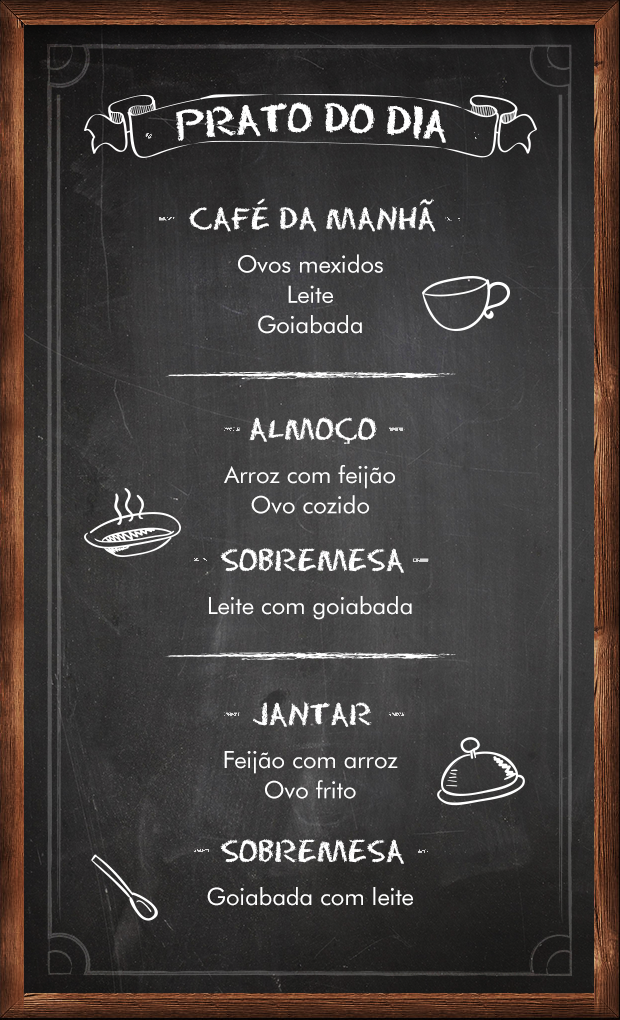 PRATO DO DIA
CAFÉ DA MANHÃ
Ovos mexidos
Leite
Goiabada
ALMOÇO
Arroz com feijão
Ovo cozido
SOBREMESA
Leite com goiabada
JANTAR
Feijão com arroz
Ovo frito
SOBREMESA
Goiabada com leite